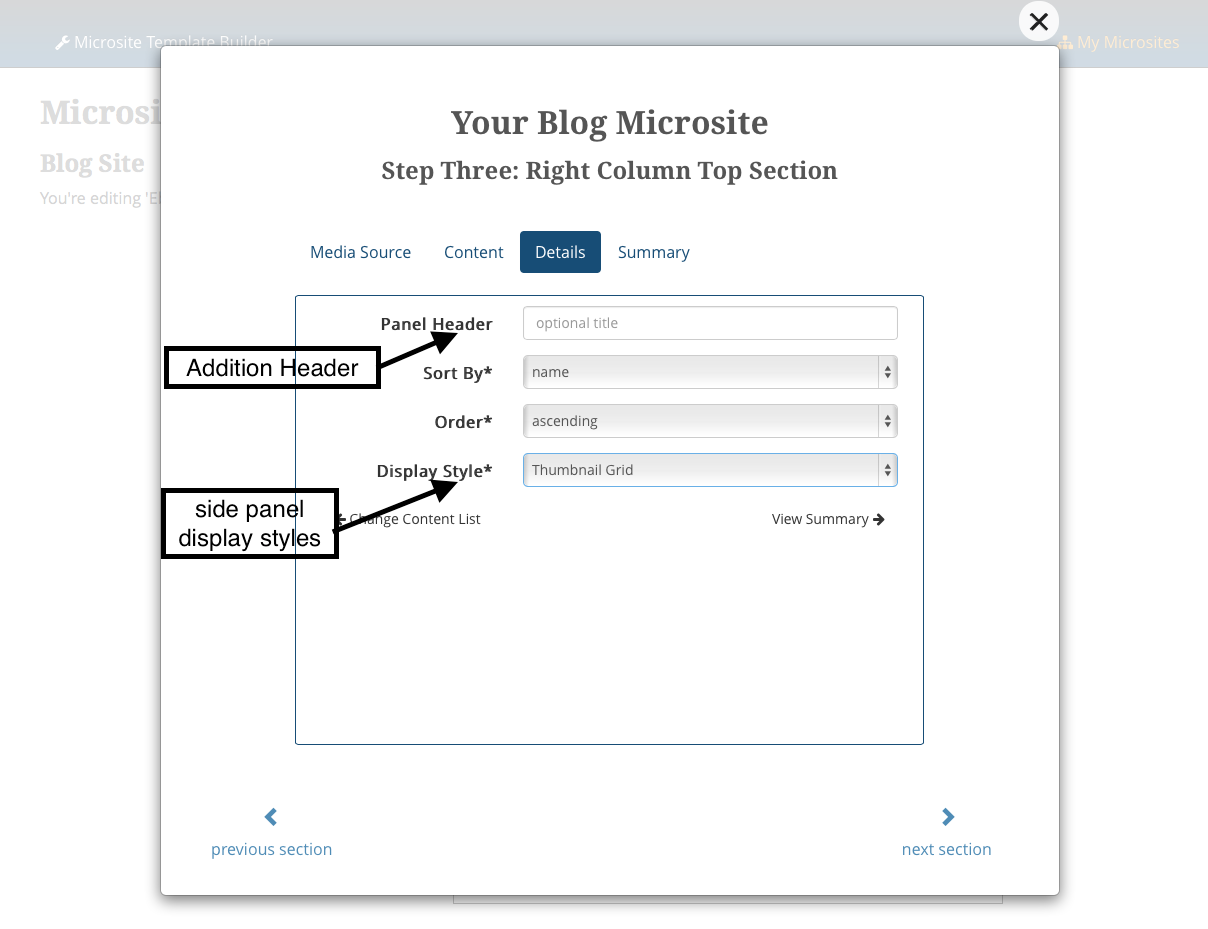 Microsite Template Builder
My Microsites
Microsi
Blog Site
You're editing 'El
Your Blog Microsite
Step Three: Right Column Top Section
Media Source
Content
Details
Summary
Panel Header
optional title
Addition Header
Sort By*
name
Order*
ascending
Display Style*
Thumbnail Grid
side panel
display styles
Change Content List
View Summary
previous section
next section